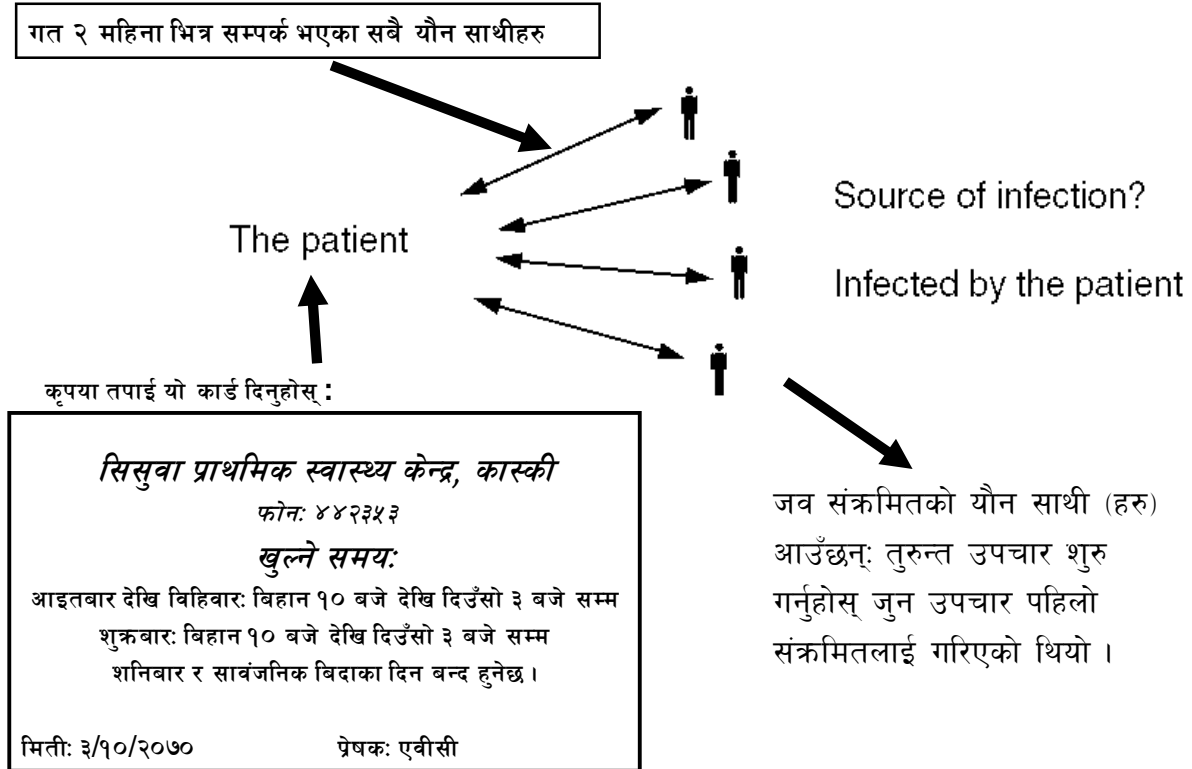 गत २ महिना भित्र सम्पर्क भएका सबै यौन साथीहरु
The patient
Source of infection?
Infected by the patient
कृपया तपाई यो कार्ड दिनुहोस् :
सिसुवा प्राथमिक स्वास्थ्य केन्द्र, कास्की
फोनः ४४२३५३
खुल्ने समयः
आइतबार देखि विहिवारः बिहान १० बजे देखि दिउँसो ३ बजे सम्म
शुक्रबारः बिहान १० बजे देखि दिउँसो ३ बजे सम्म
शनिबार र सावंजनिक बिदाका दिन बन्द हुनेछ ।
मितीः ३/१०/२०७० प्रेषकः एवीसी
जव संक्रमितको यौन साथी (हरु)
आउँछन्ः तुरुन्त उपचार शुरु
गर्नुहोस् जुन उपचार पहिलो
संक्रमितलाई गरिएको थियो ।